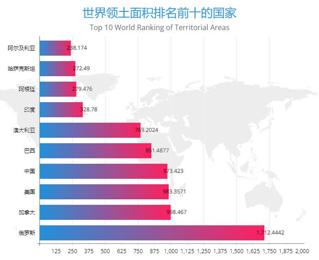 世界领土面积排名前十的国家
Top 10 World Ranking of Territorial Areas
阿尔及利亚 238.174
哈萨克斯坦 272.49
阿根廷 279.476
印度 328.78
澳大利亚 769.2024
巴西 851.4877
中国 973.423
美国 983.3571
加拿大 998.467
俄罗斯 1,712.4442
125 250 375 500 625 750 875 1,000 1,125 1,250 1,375 1,500 1,625 1,750 1,875 2,000